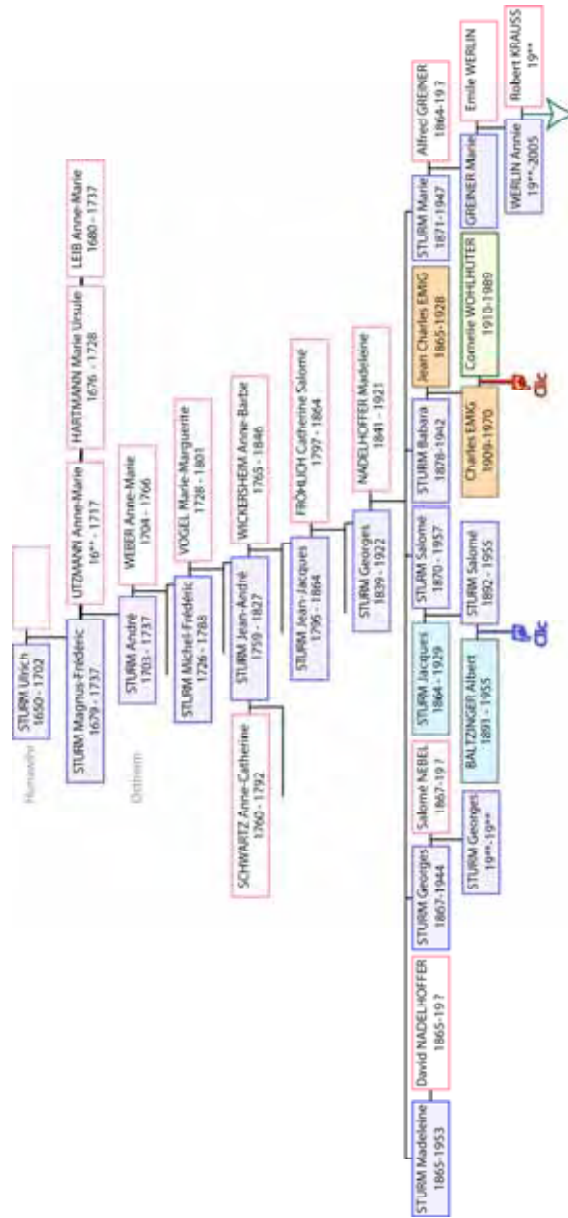 Hunawihr
STURM Ulrich
1650 - 1702
STURM Magnus-Frédéric
1679 - 1737
UTZMANN Anne-Marie
16** - 1717
HARTMANN Marie Ursule
1676 - 1728
LEIB Anne-Marie
1680 - 1737
Ostheim
STURM André
1703 - 1737
WEBER Anne-Marie
1704 - 1766
STURM Michel-Frédéric
1726 - 1788
VOGEL Marie-Marguerite
1728 - 1801
SCHWARTZ Anne-Catherine
1760 - 1792
STURM Jean-André
1759 - 1827
WICKERSHEIM Anne-Barbe
1765 - 1846
STURM Jean-Jacques
1795 - 1864
FRÖHLICH Catherine Salomé
1797 - 1864
STURM Georges
1839 - 1922
NADELHOFFER Madeleine
1841 - 1921
STURM Madeleine
1865-1953
David NADELHOFFER
1865-19 ?
STURM Georges
1867-1944
Salomé NEBEL
1867-19 ?
STURM Jacques
1864 - 1929
STURM Salomé
1870 - 1957
STURM Babara
1878-1942
Jean Charles EMIG
1865-1928
STURM Marie
1871-1947
Alfred GREINER
1864-19 ?
STURM Georges
19**-19**
BALTZINGER Albert
1891 - 1955
STURM Salomé
1892 - 1955
Charles EMIG
1909-1970
Cornelie WOHLHÜTER
1910-1989
GREINER Marie
Emile WERLIN
Clic
Clic
WERLIN Annie
19**-2005
Robert KRAUSS
19**